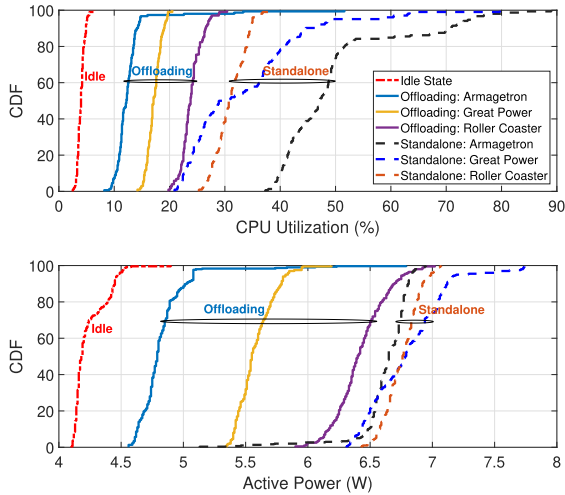 100
80
60
40
20
0
CDF
Idle
Offloading
Standalone
Idle State
Offloading: Armagetron
Offloading: Great Power
Offloading: Roller Coaster
Standalone: Armagetron
Standalone: Great Power
Standalone: Roller Coaster
0 10 20 30 40 50 60 70 80 90
CPU Utilization (%)
100
80
60
40
20
0
CDF
Idle
Offloading
Standalone
4 4.5 5 5.5 6 6.5 7 7.5 8
Active Power (W)